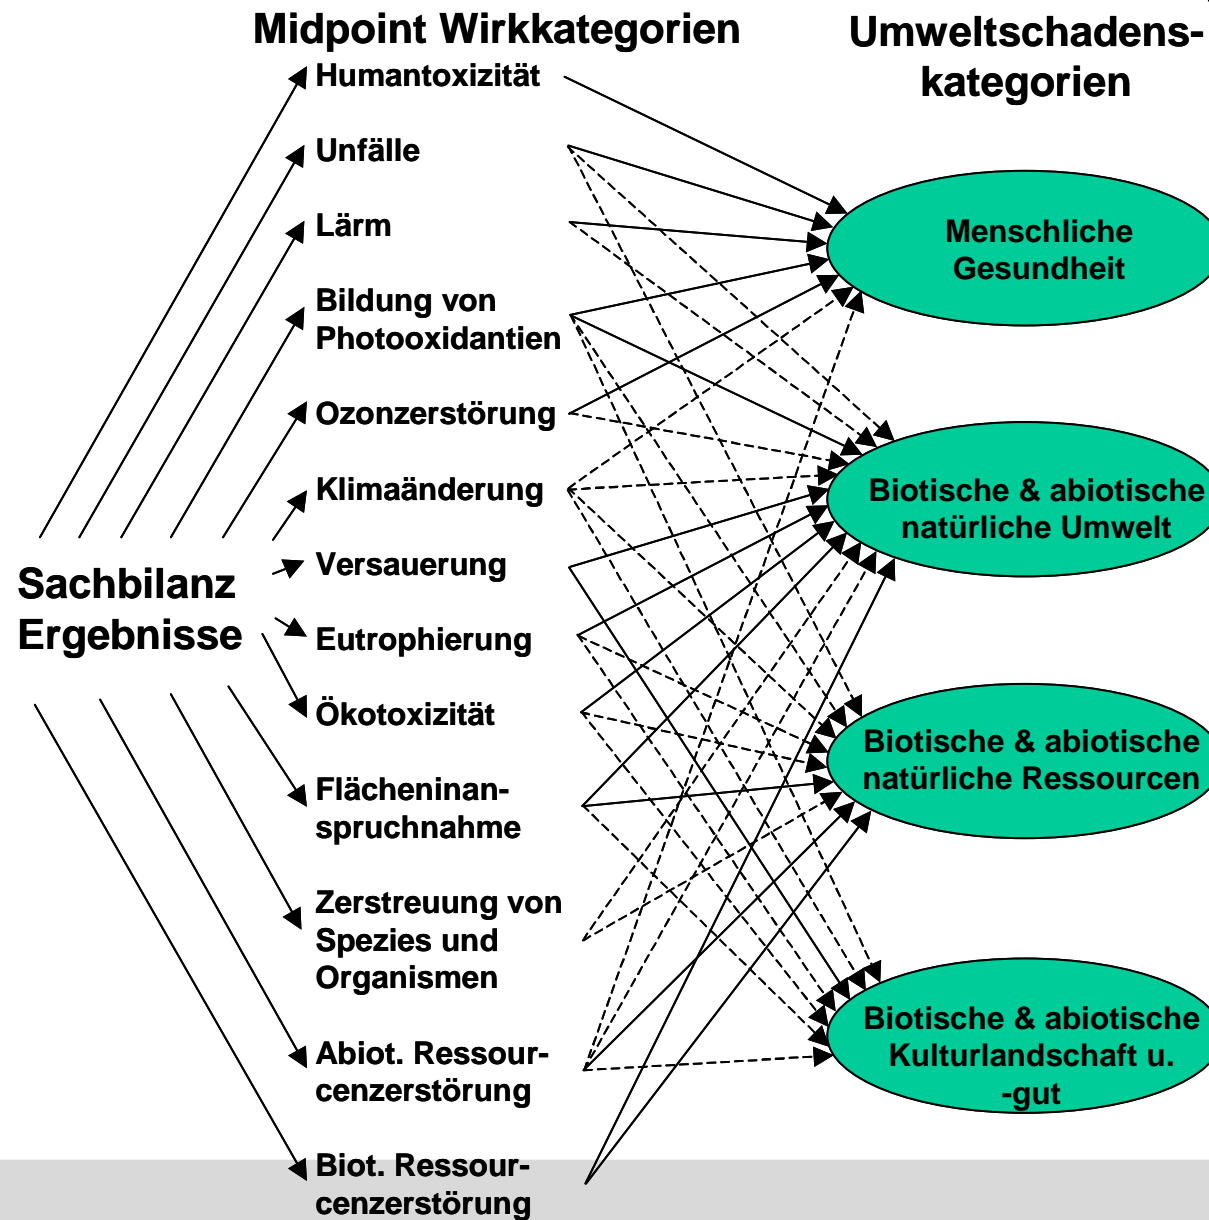 Midpoint Wirkkategorien
Umweltschadens-
kategorien
Humantoxizität
Unfälle
Lärm
Bildung von
Photooxidantien
Ozonzerstörung
Klimaänderung
Versauerung
Eutrophierung
Ökotoxizität
Flächeninan-
spruchnahme
Zerstreuung von
Spezies und
Organismen
Abiot. Ressour-
cenzerstörung
Biot. Ressour-
cenzerstörung
Sachbilanz
Ergebnisse
Menschliche
Gesundheit
Biotische & abiotische
natürliche Umwelt
Biotische & abiotische
natürliche Ressourcen
Biotische & abiotische
Kulturlandschaft u.
-gut